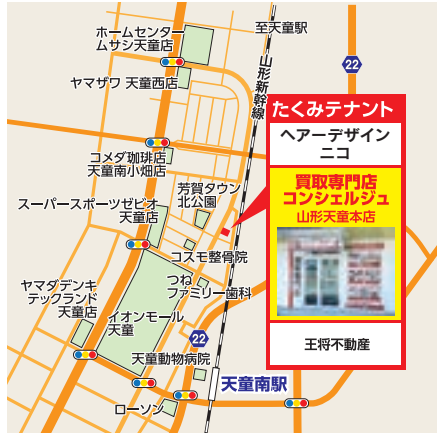 ホームセンター
ムサシ天童店
至天童駅
ヤマザワ 天童西店
山形新幹線
22
たくみテナント
ヘアーデザイン
ニコ
買取専門店
コンシェルジュ
山形天童本店
王将不動産
コメダ珈琲店
天童南小畑店
芳賀タウン
北公園
スーパースポーツゼビオ
天童店
コスモ整骨院
つね
ファミリー歯科
ヤマダデンキ
テックランド
天童店
イオンモール
天童
22
天童動物病院
天童南駅
ローソン